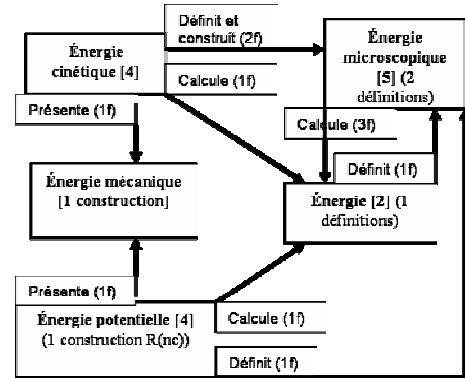 Définit et
construit (2f)
Énergie
cinétique [4]
Énergie
microscopique
[5] (2
définitions)
Calcule (1f)
Présente (1f)
Calcule (3f)
Énergie mécanique
[1 construction]
Définit (1f)
Énergie [2] (1
définitions)
Présente (1f)
Énergie potentielle [4]
(1 construction R(nc))
Calcule (1f)
Définit (1f)